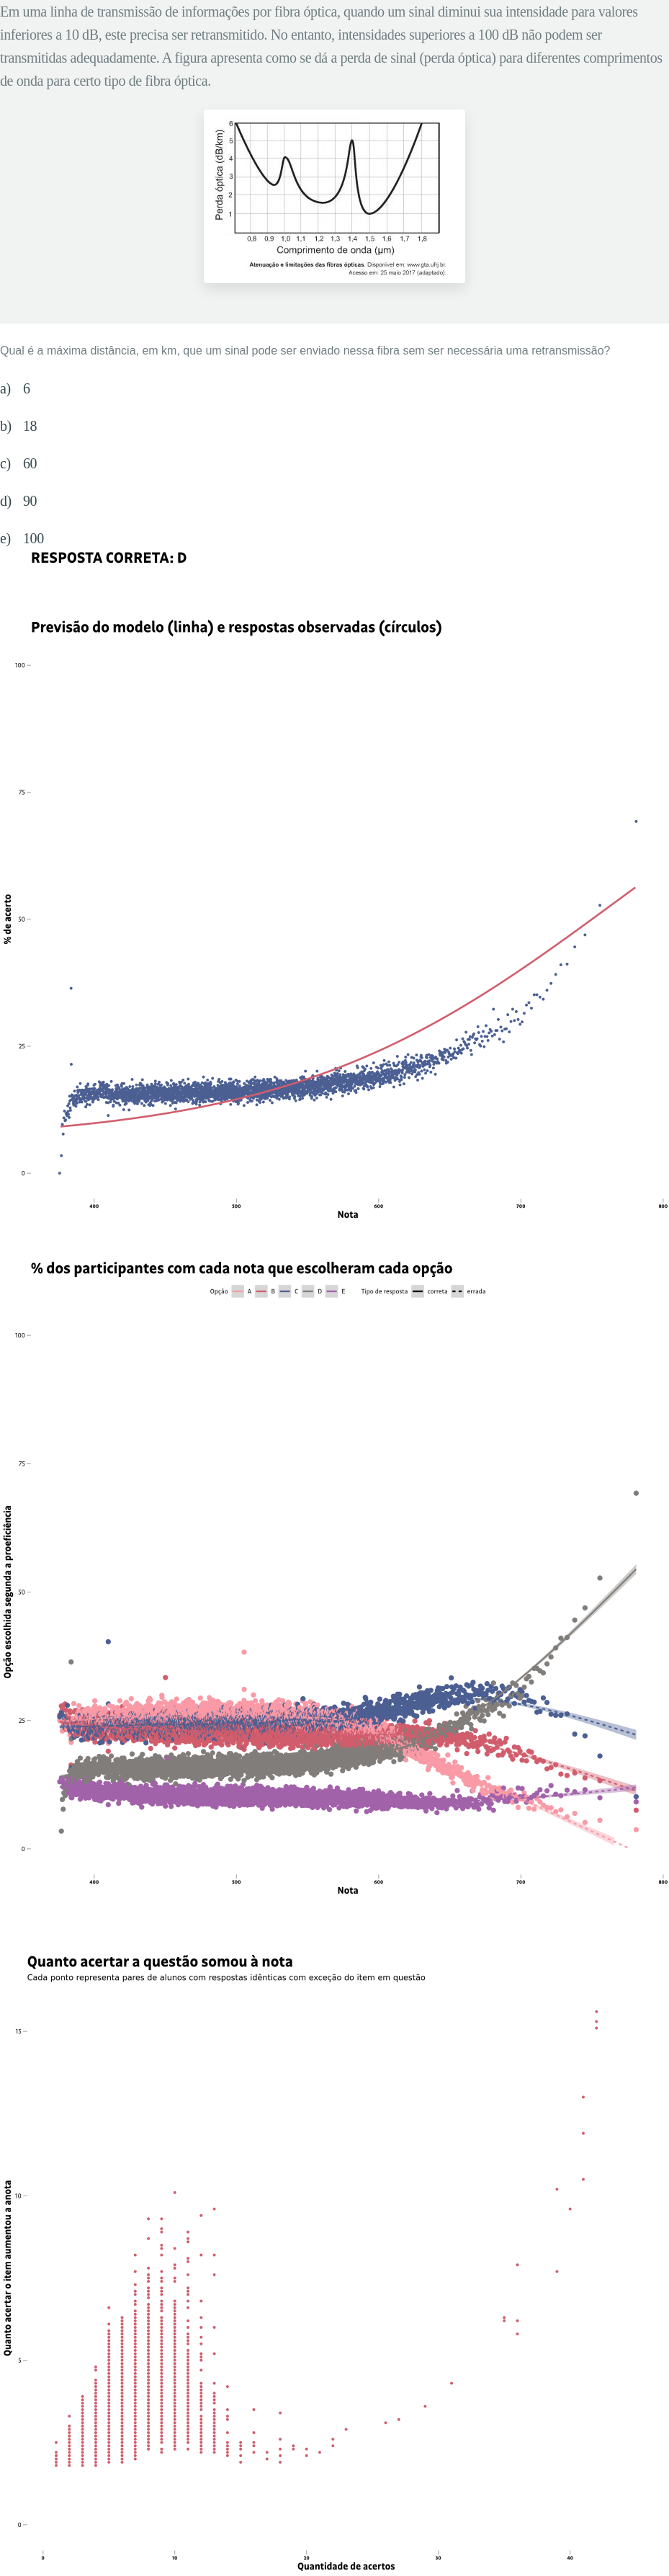 Em uma linha de transmissão de informações por fibra óptica, quando um sinal diminui sua intensidade para valores
inferiores a 10 dB, este precisa ser retransmitido. No entanto, intensidades superiores a 100 dB não podem ser
transmitidas adequadamente. A figura apresenta como se dá a perda de sinal (perda óptica) para diferentes comprimentos
de onda para certo tipo de fibra óptica.
Perda óptica (dB/km)
6
5
4
3
2
1
0,8 0,9 1,0 1,1 1,2 1,3 1,4 1,5 1,6 1,7 1,8
Comprimento de onda (µm)
Atenuação e limitações das fibras ópticas. Disponível em: www.gta.ufrj.br.
Acesso em: 25 maio 2017 (adaptado).
Qual é a máxima distância, em km, que um sinal pode ser enviado nessa fibra sem ser necessária uma retransmissão?
a) 6
b) 18
c) 60
d) 90
e) 100
RESPOSTA CORRETA: D
Previsão do modelo (linha) e respostas observadas (círculos)
% de acerto
100
75
50
25
0
400 500 600 700 800
Nota
% dos participantes com cada nota que escolheram cada opção
Opção A B C D E Tipo de resposta correta errada
Opção escolhida segunda a proeficiência
100
75
50
25
0
400 500 600 700 800
Nota
Quanto acertar a questão somou à nota
Cada ponto representa pares de alunos com respostas idênticas com exceção do item em questão
Quanto acertar o item aumentou a anota
15
10
5
0
0 10 20 30 40
Quantidade de acertos